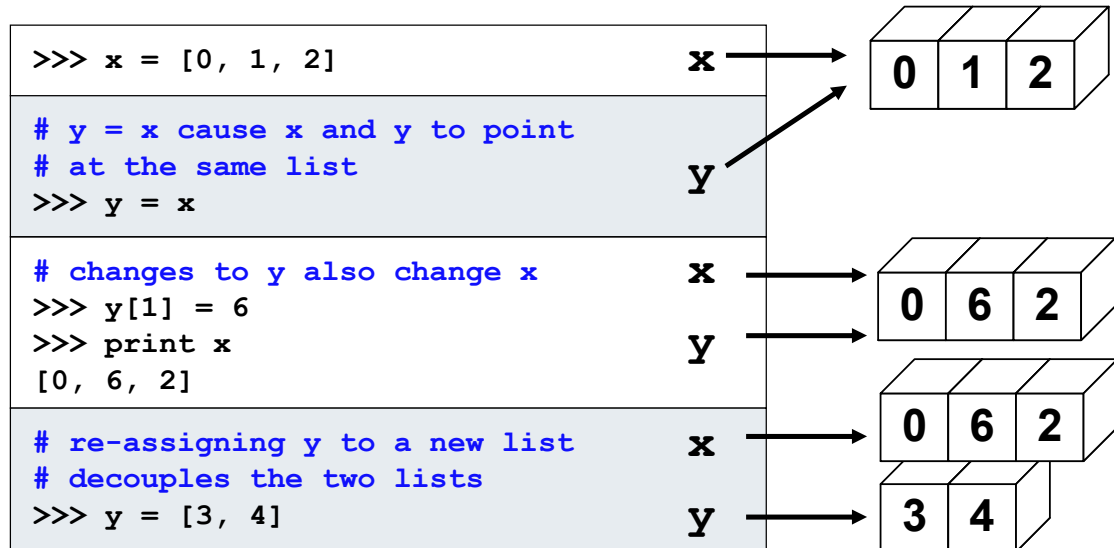 >>> x = [0, 1, 2] x 0 1 2
# y = x cause x and y to point
# at the same list
y
>>> y = x
# changes to y also change x x
>>> y[1] = 6 0 6 2
>>> print x y
[0, 6, 2]
# re-assigning y to a new list x 0 6 2
# decouples the two lists
>>> y = [3, 4] y 3 4